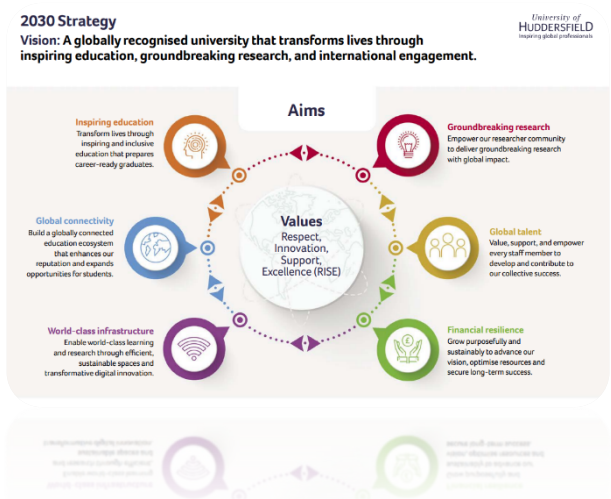 2030 Strategy
Vision: A globally recognised university that transforms lives through
inspiring education, groundbreaking research, and international engagement.
University of
HUDDERSFIELD
Inspiring global professionals
Aims
Inspiring education
Transform lives through
inspiring and inclusive
education that prepares
career-ready graduates.
Groundbreaking research
Empower our researcher community
to deliver groundbreaking research
with global impact.
Global connectivity
Build a globally connected
education ecosystem
that enhances our
reputation and expands
opportunities for students.
Values
Respect,
Innovation,
Support,
Excellence (RISE)
Global talent
Value, support, and empower
every staff member to
develop and contribute to
our collective success.
World-class infrastructure
Enable world-class learning
and research through efficient,
sustainable spaces and
transformative digital innovation.
Financial resilience
Grow purposefully and
sustainably to advance our
vision, optimise resources and
secure long-term success.
£